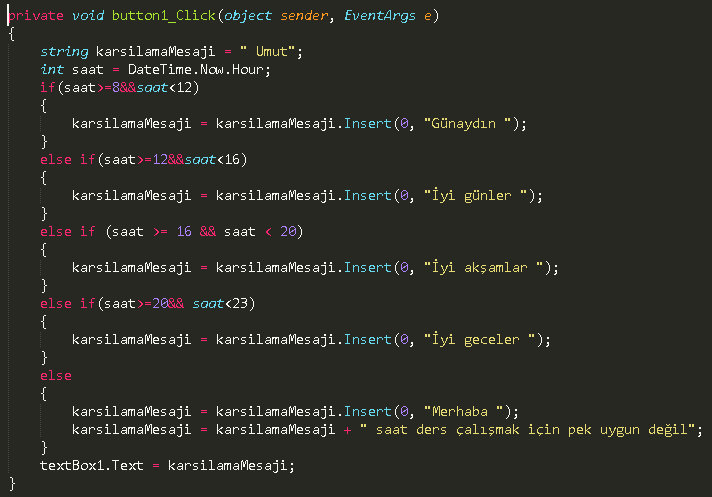 private void button1_Click(object sender, EventArgs e)
{
    string karsilamaMesaji = " Umut";
    int saat = DateTime.Now.Hour;
    if(saat>=8&&saat<12)
    {
        karsilamaMesaji = karsilamaMesaji.Insert(0, "Günaydın ");
    }
    else if(saat>=12&&saat<16)
    {
        karsilamaMesaji = karsilamaMesaji.Insert(0, "İyi günler ");
    }
    else if (saat >= 16 && saat < 20)
    {
        karsilamaMesaji = karsilamaMesaji.Insert(0, "İyi akşamlar ");
    }
    else if(saat>=20&& saat<23)
    {
        karsilamaMesaji = karsilamaMesaji.Insert(0, "İyi geceler ");
    }
    else
    {
        karsilamaMesaji = karsilamaMesaji.Insert(0, "Merhaba ");
        karsilamaMesaji = karsilamaMesaji + " saat ders çalışmak için pek uygun değil";
    }
    textBox1.Text = karsilamaMesaji;
}